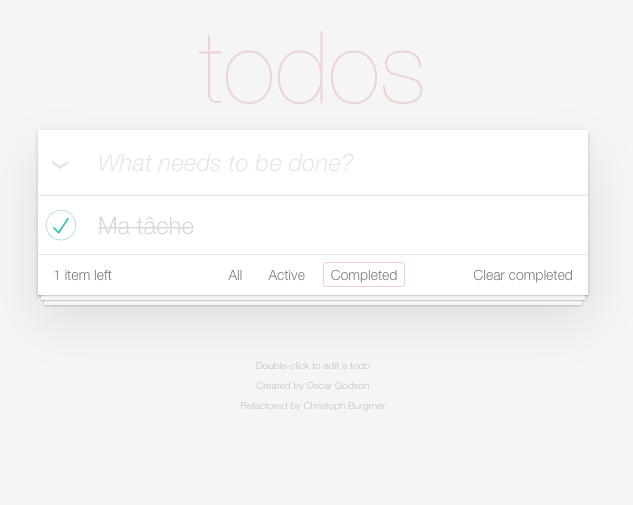 todos
What needs to be done?
Ma tâche
1 item left All Active Completed Clear completed
Double-click to edit a todo
Created by Oscar Godson
Refactored by Christoph Burgmer